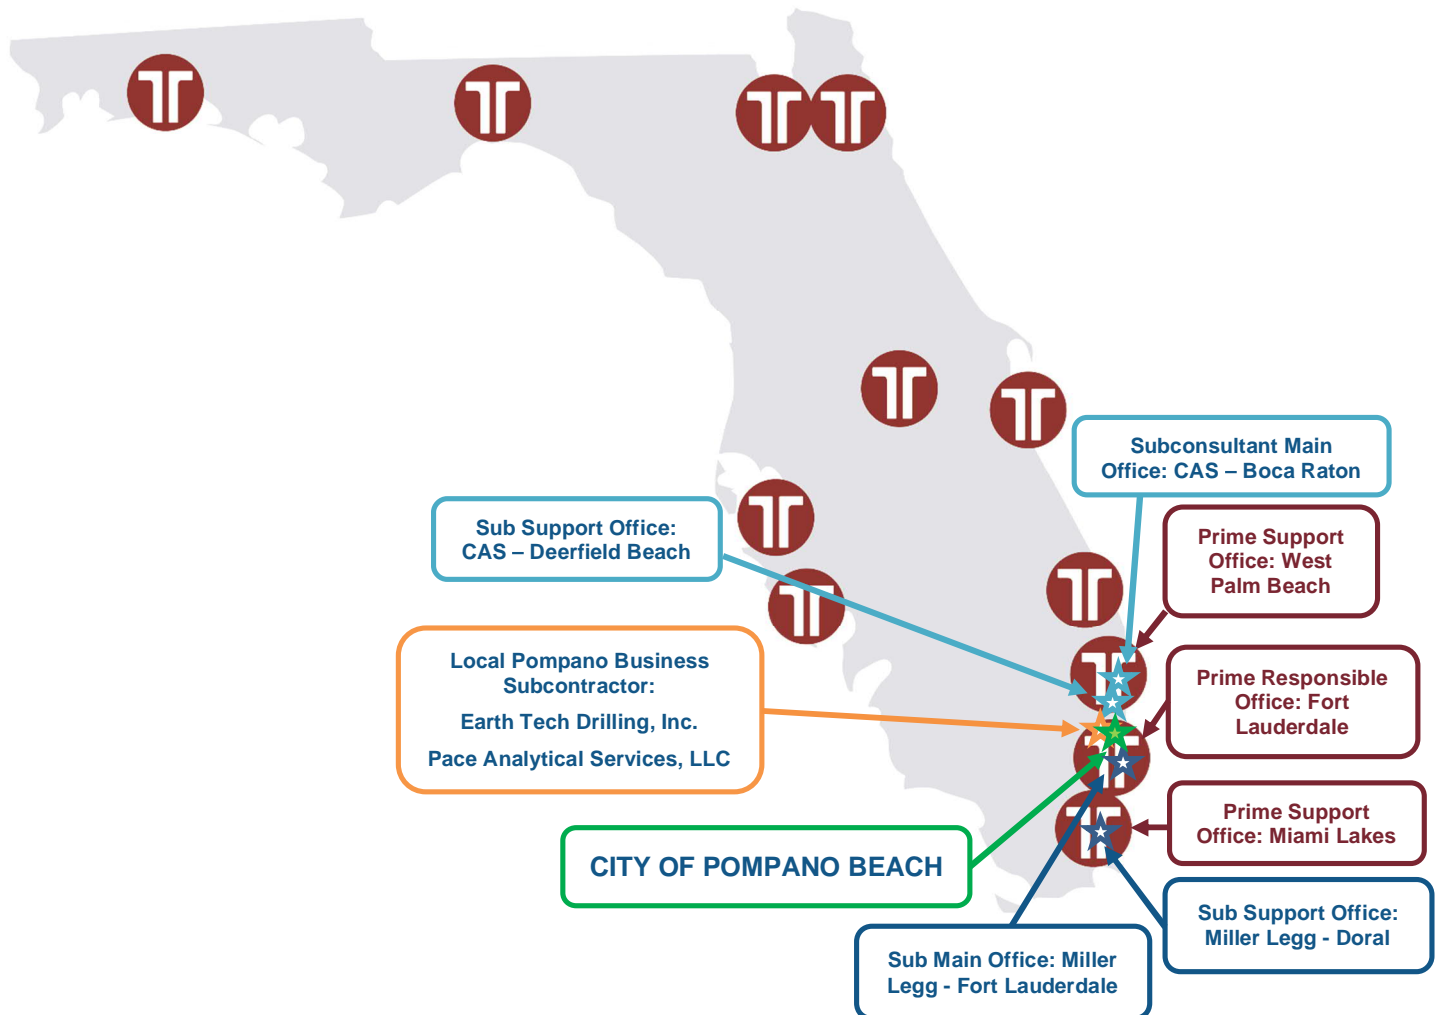 Subconsultant Main
Office: CAS – Boca Raton
Sub Support Office:
CAS – Deerfield Beach
Prime Support
Office: West
Palm Beach
Local Pompano Business
Subcontractor:
Earth Tech Drilling, Inc.
Pace Analytical Services, LLC
Prime Responsible
Office: Fort
Lauderdale
Prime Support
Office: Miami Lakes
CITY OF POMPANO BEACH
Sub Support Office:
Miller Legg - Doral
Sub Main Office: Miller
Legg - Fort Lauderdale